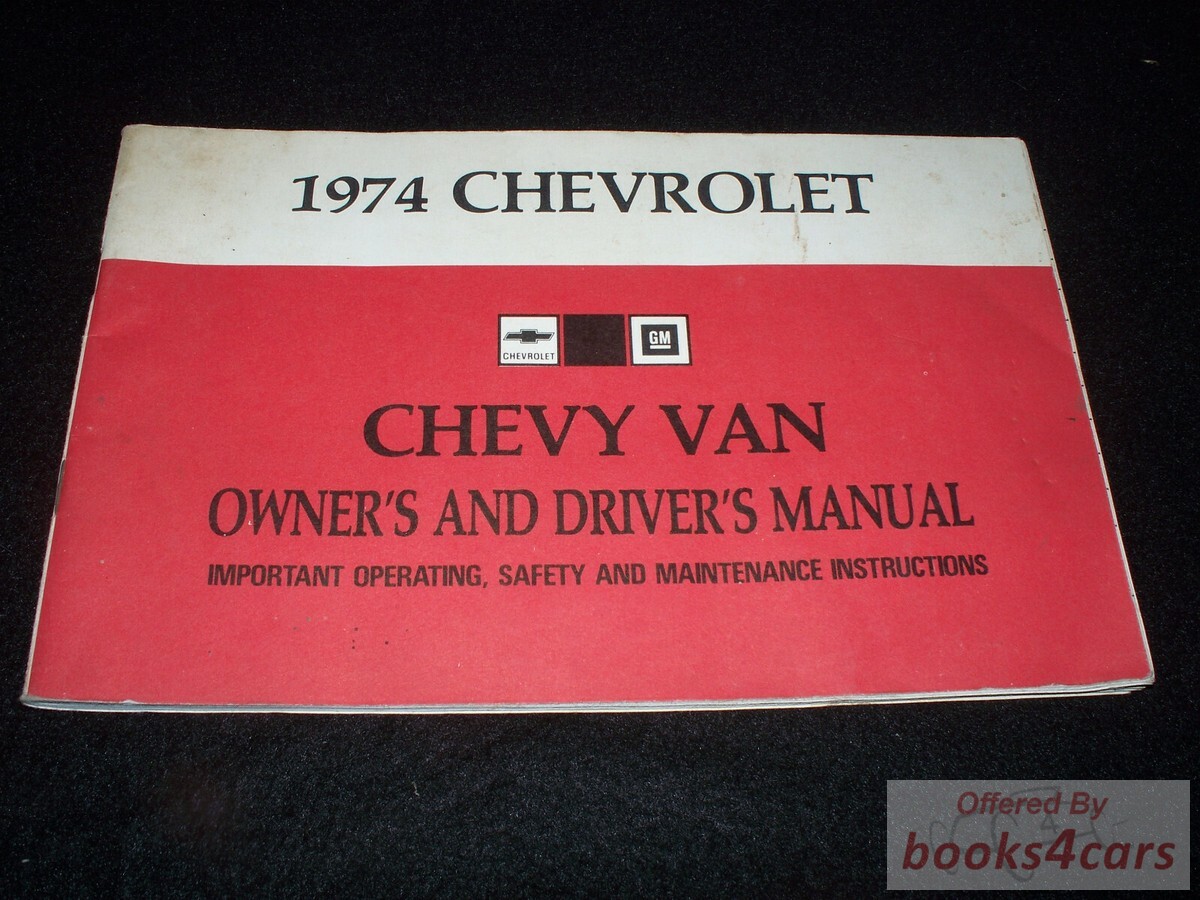 1974 CHEVROLET
CHEVROLET
GM
CHEVY VAN
OWNER'S AND DRIVER'S MANUAL
IMPORTANT OPERATING, SAFETY AND MAINTENANCE INSTRUCTIONS
Offered By
books4cars